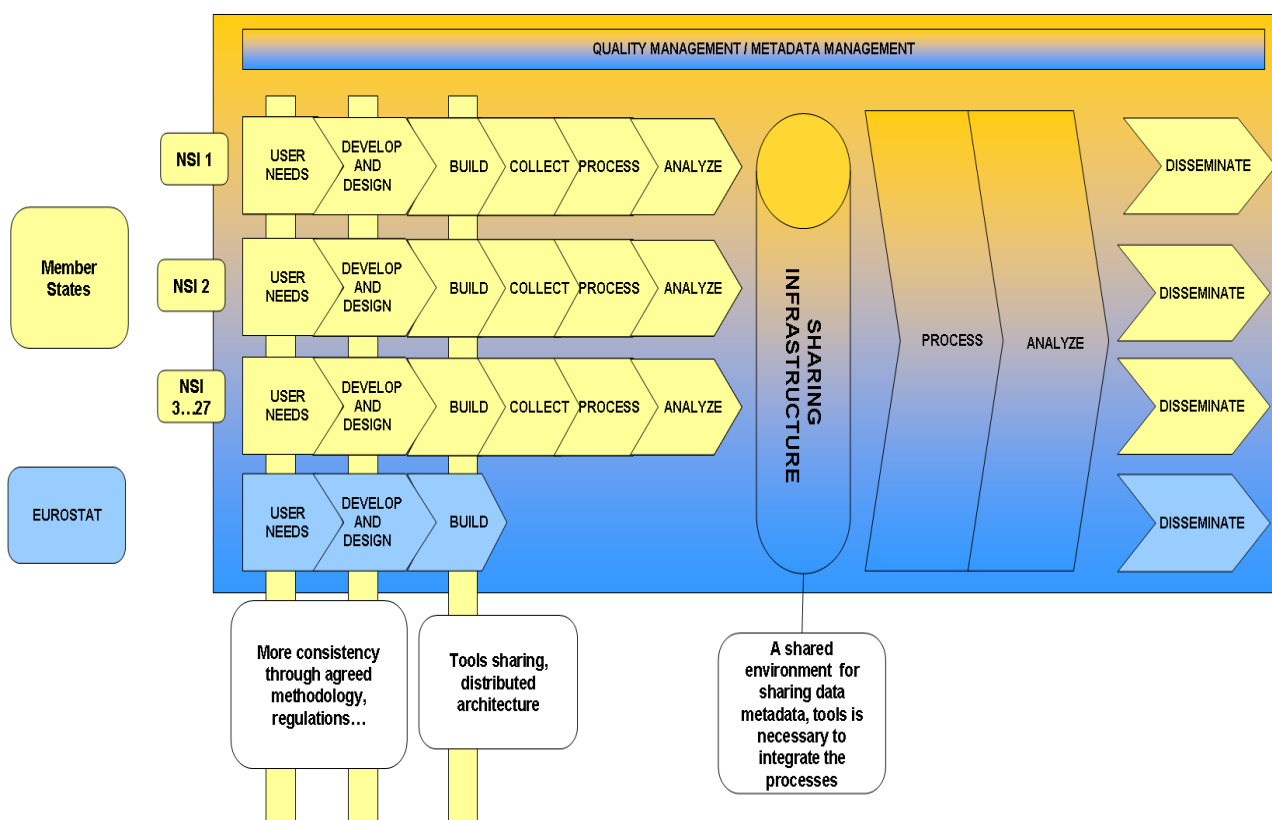 QUALITY MANAGEMENT / METADATA MANAGEMENT
Member
States
NSI 1
USER
NEEDS
DEVELOP
AND
DESIGN
BUILD
COLLECT
PROCESS
ANALYZE
NSI 2
USER
NEEDS
DEVELOP
AND
DESIGN
BUILD
COLLECT
PROCESS
ANALYZE
NSI
3...27
USER
NEEDS
DEVELOP
AND
DESIGN
BUILD
COLLECT
PROCESS
ANALYZE
EUROSTAT
USER
NEEDS
DEVELOP
AND
DESIGN
BUILD
SHARING
INFRASTRUCTURE
PROCESS
ANALYZE
DISSEMINATE
DISSEMINATE
DISSEMINATE
DISSEMINATE
More consistency
through agreed
methodology,
regulations...
Tools sharing,
distributed
architecture
A shared
environment for
sharing data
metadata, tools is
necessary to
integrate the
processes